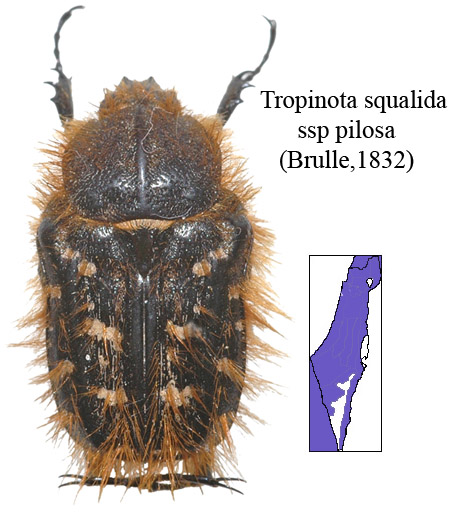 Tropinota squalida
ssp pilosa
(Brulle,1832)